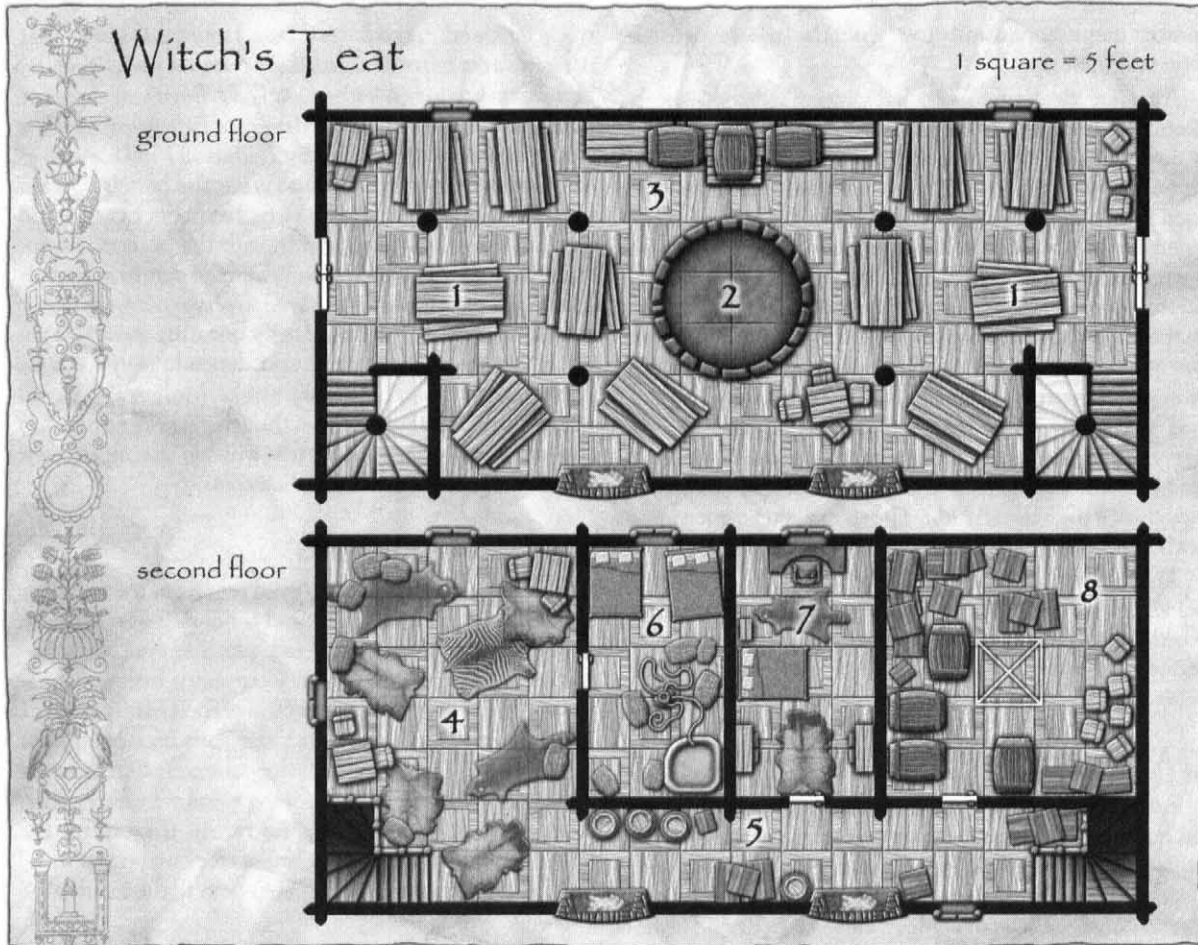 Witch's Teat
1 square = 5 feet
ground floor
3
1
2
1
second floor
8
6
7
4
5